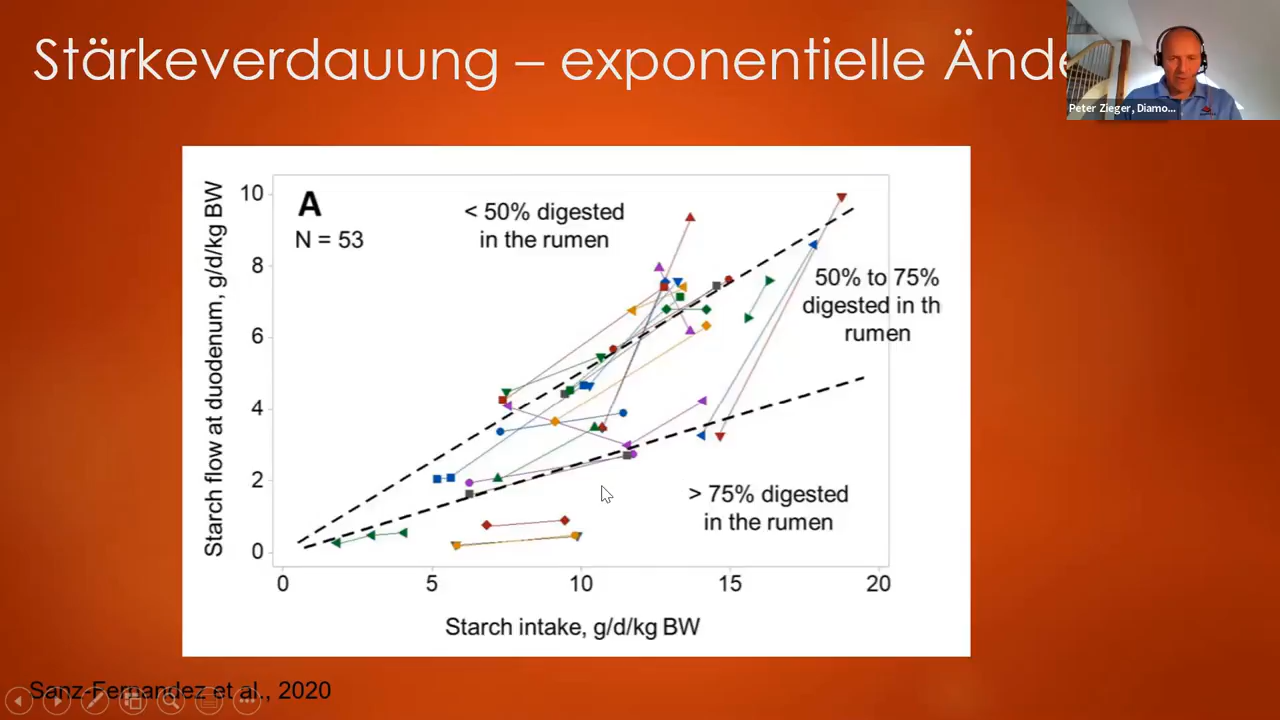 Stärkeverdauung – exponentielle Ände
Peter Zieger, Diamo...
A
N = 53
< 50% digested
in the rumen
50% to 75%
digested in th
rumen
> 75% digested
in the rumen
Starch flow at duodenum, g/d/kg BW
10
8
6
4
2
0
0 5 10 15 20
Starch intake, g/d/kg BW
Sanz-Fernandez et al., 2020